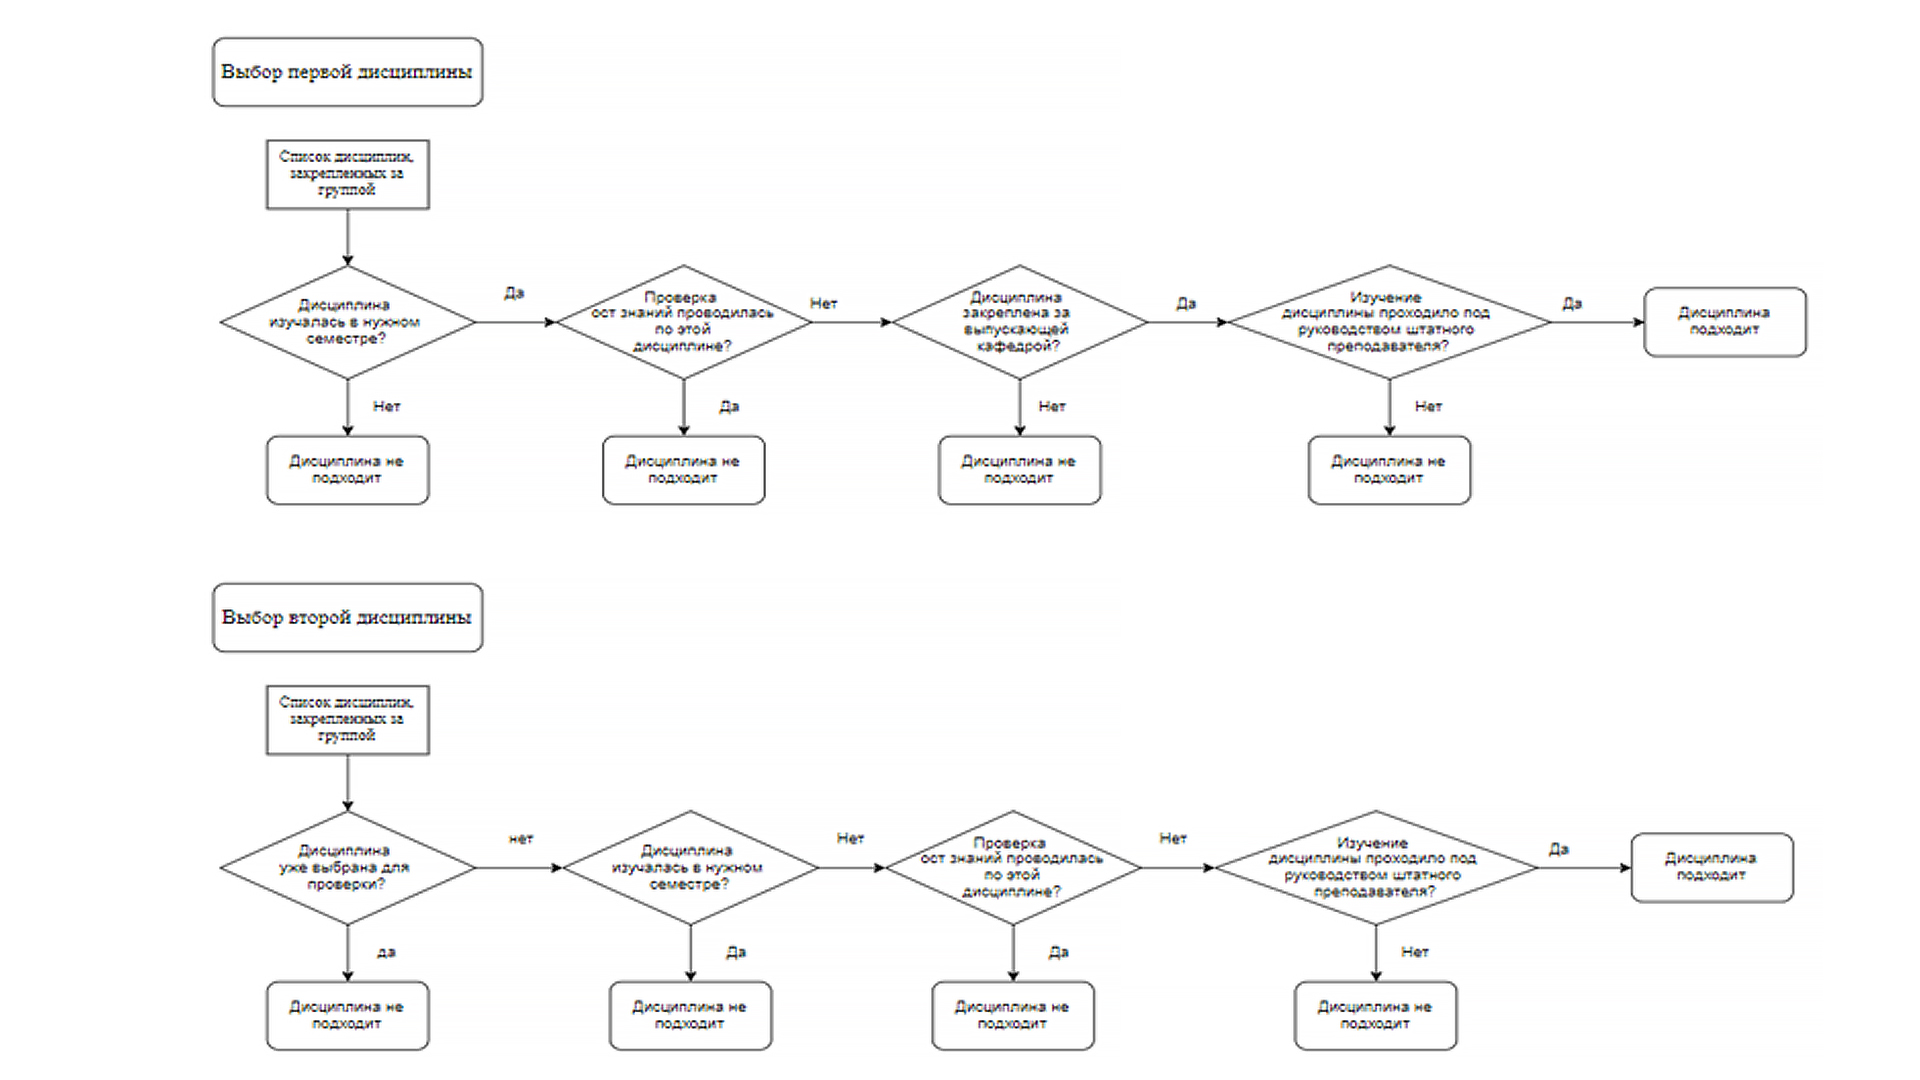 Выбор первой дисциплины
Список дисциплин,
закрепленных за
группой
Дисциплина
изучалась в нужном
семестре?
Да
Проверка
ост знаний проводилась
по этой
дисциплине?
Нет
Дисциплина
закреплена за
выпускающей
кафедрой?
Да
Изучение
дисциплины проходило под
руководством штатного
преподавателя?
Да
Дисциплина
подходит
Нет
Да
Нет
Нет
Дисциплина не
подходит
Дисциплина не
подходит
Дисциплина не
подходит
Дисциплина не
подходит
Выбор второй дисциплины
Список дисциплин,
закрепленных за
группой
Дисциплина
уже выбрана для
проверки?
нет
Дисциплина
изучалась в нужном
семестре?
Нет
Проверка
ост знаний проводилась
по этой
дисциплине?
Нет
Изучение
дисциплины проходило под
руководством штатного
преподавателя?
Да
Дисциплина
подходит
да
Да
Да
Нет
Дисциплина не
подходит
Дисциплина не
подходит
Дисциплина не
подходит
Дисциплина не
подходит